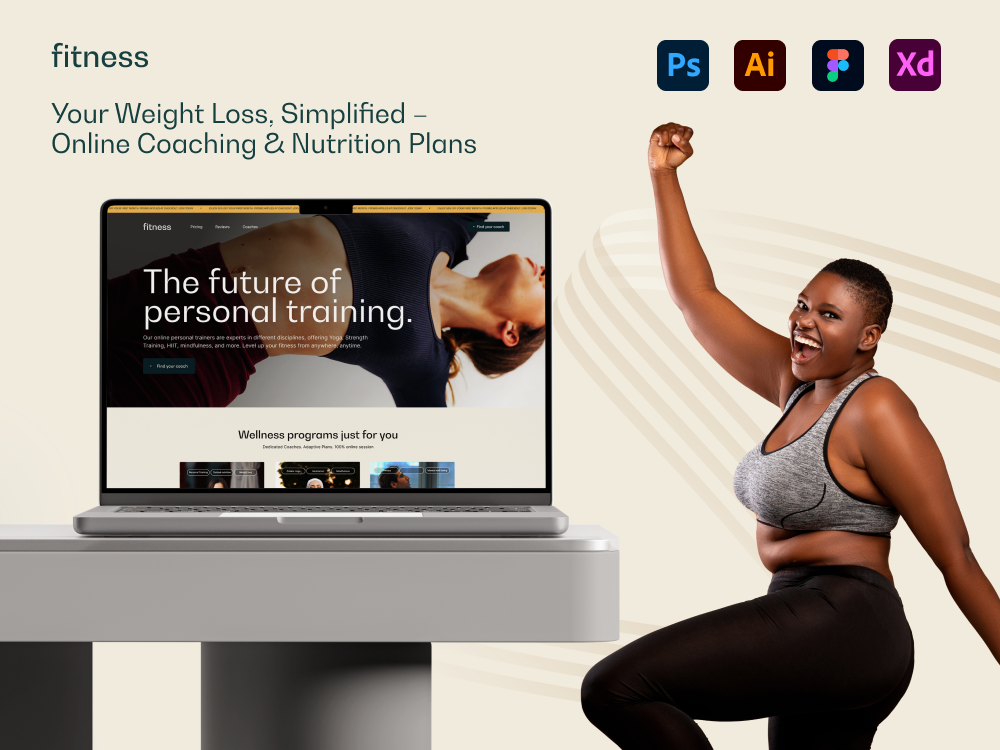 fitness
Ps Ai Xd
Your Weight Loss, Simplified –
Online Coaching & Nutrition Plans
fitness Pricing Reviews Coaches Find your coach
The future of
personal training.
Our online personal trainers are experts in different disciplines, offering Yoga, Strength
Training, HIIT, mindfulness, and more. Level up your fitness from anywhere, anytime.
Find your coach
Wellness programs just for you
Dedicated Coaches, Adaptive Plans, 100% online session